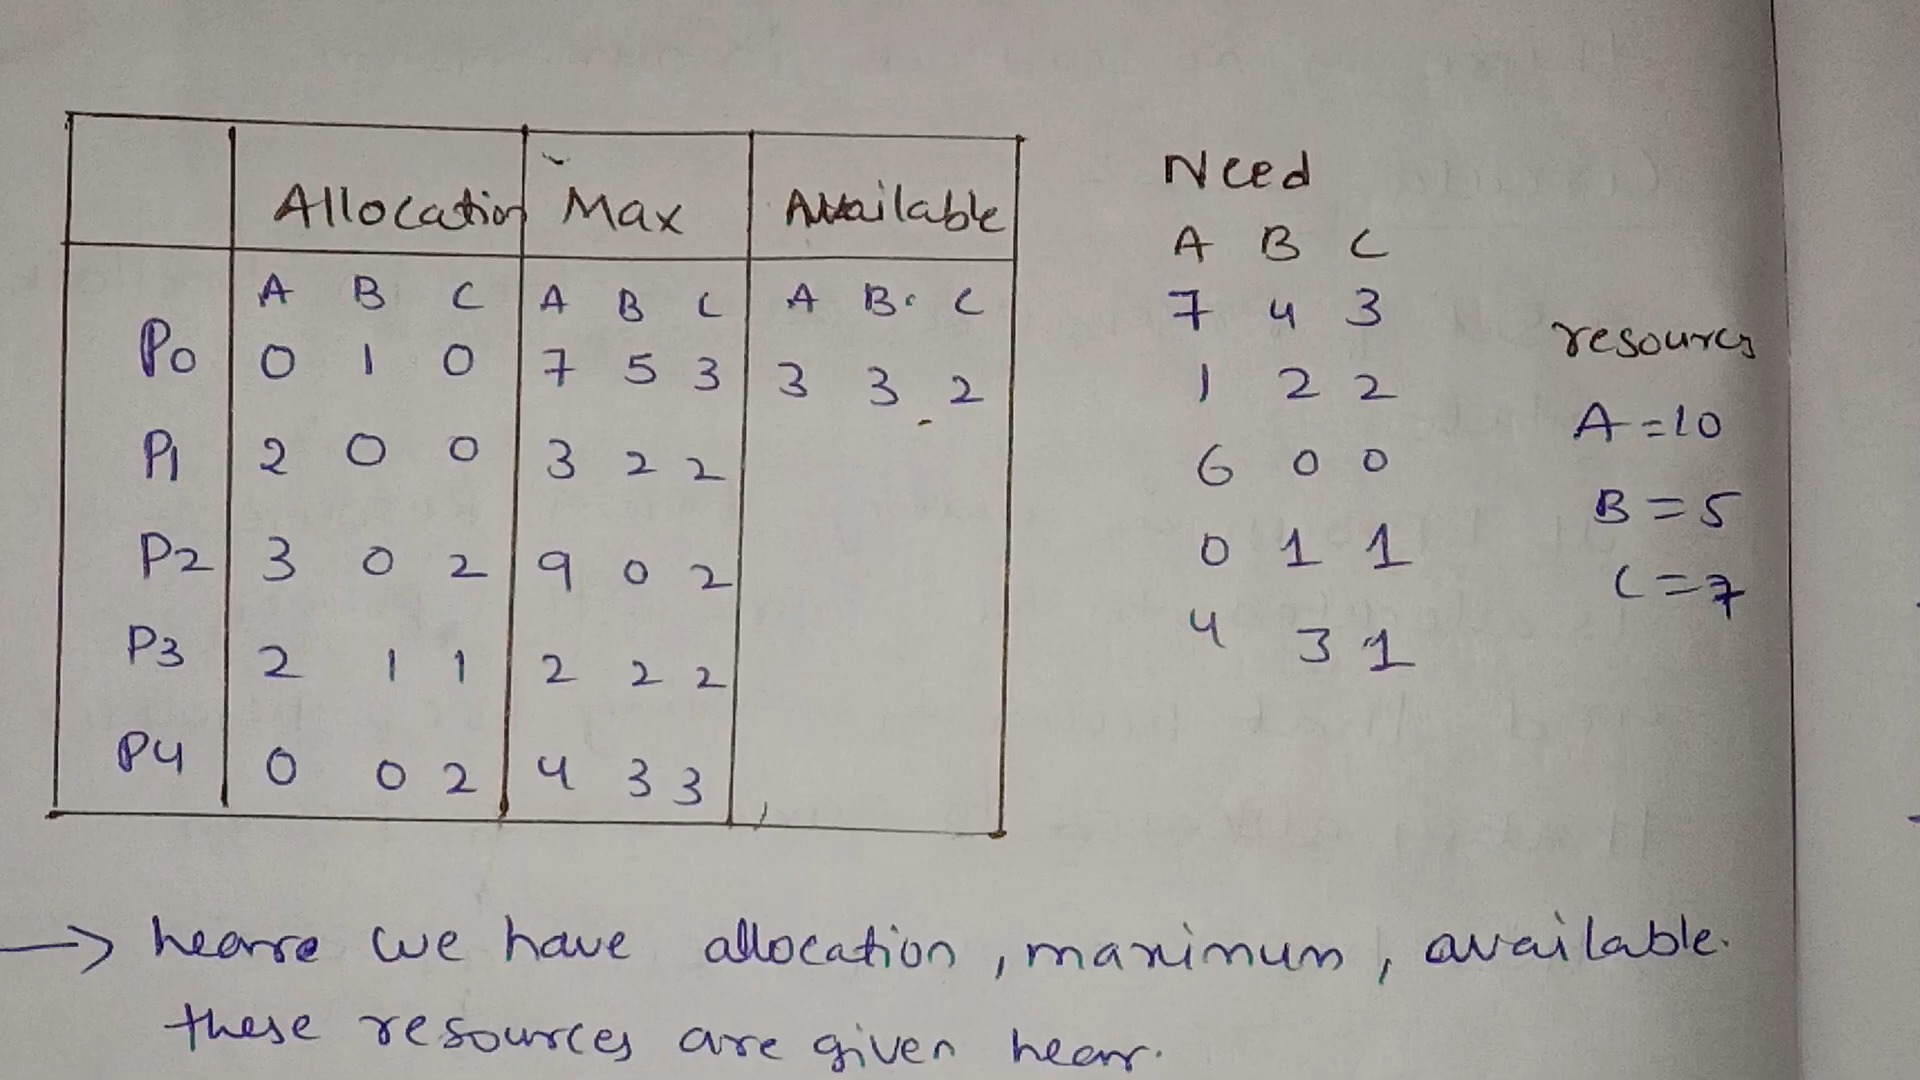 Allocation Max Available
A B C A B C A B C
P0 0 1 0 7 5 3 3 3 2
P1 2 0 0 3 2 2
P2 3 0 2 9 0 2
P3 2 1 1 2 2 2
P4 0 0 2 4 3 3
Need
A B C
7 4 3
1 2 2
6 0 0
0 1 1
4 3 1
resources
A = 10
B = 5
C = 7
→ hearre we have allocation, maximum, available.
these resources are given hear.